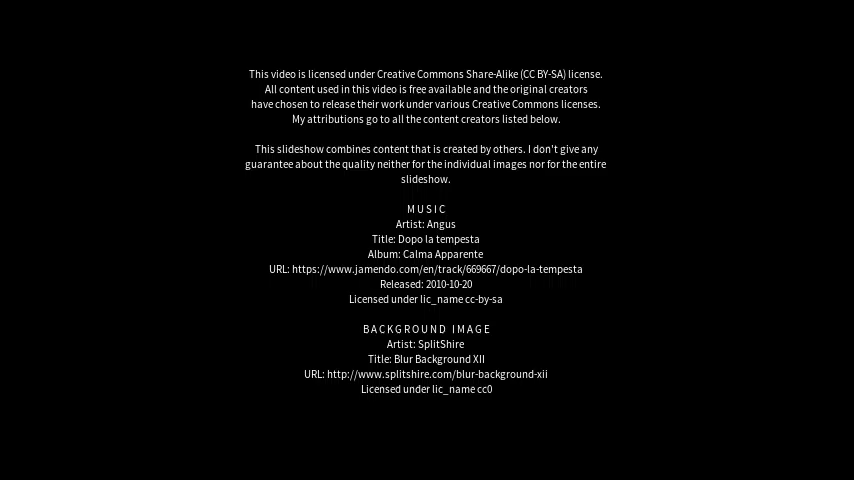 This video is licensed under Creative Commons Share-Alike (CC BY-SA) license.
All content used in this video is free available and the original creators
have chosen to release their work under various Creative Commons licenses.
My attributions go to all the content creators listed below.
This slideshow combines content that is created by others. I don't give any
guarantee about the quality neither for the individual images nor for the entire
slideshow.
MUSIC
Artist: Angus
Title: Dopo la tempesta
Album: Calma Apparente
URL: https://www.jamendo.com/en/track/669667/dopo-la-tempesta
Released: 2010-10-20
Licensed under lic_name cc-by-sa
BACKGROUND IMAGE
Artist: SplitShire
Title: Blur Background XII
URL: http://www.splitshire.com/blur-background-xii
Licensed under lic_name cc0